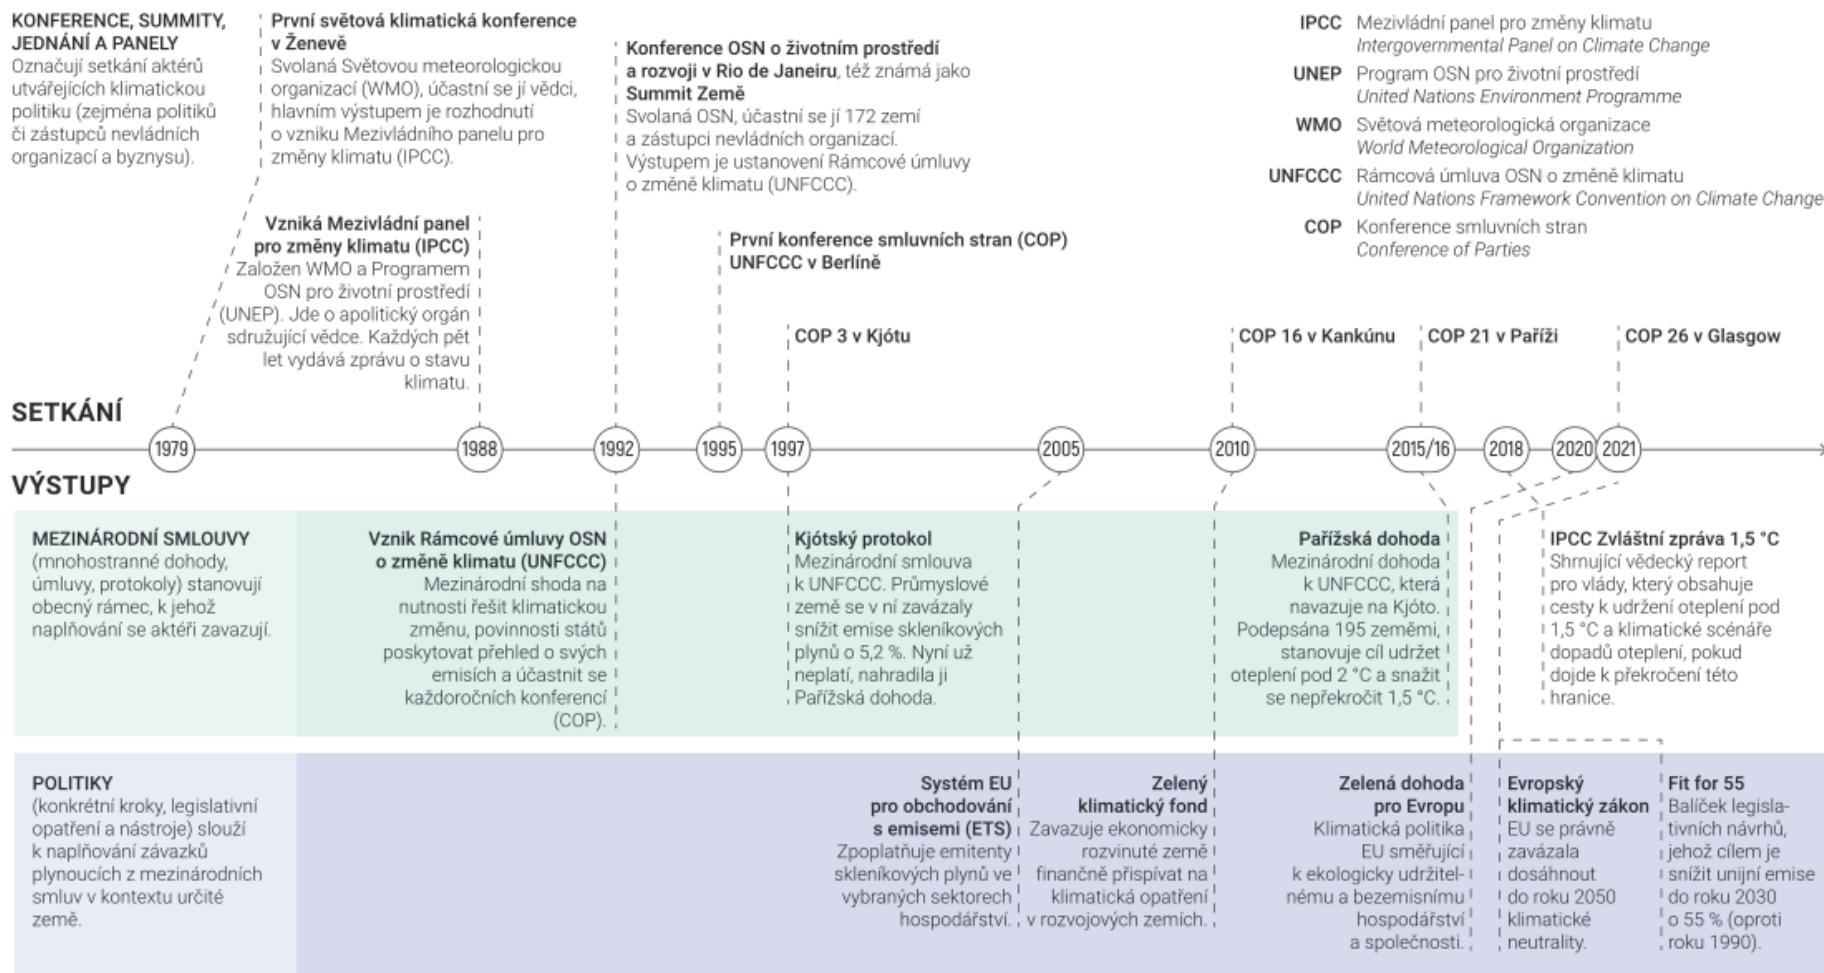 KONFERENCE, SUMMITY,
JEDNÁNÍ A PANELY
Označují setkání aktérů
utvářejících klimatickou
politiku (zejména politiků
či zástupců nevládních
organizací a byznysu).
První světová klimatická konference
v Ženevě
Svolaná Světovou meteorologickou
organizací (WMO), účastní se jí vědci,
hlavním výstupem je rozhodnutí
o vzniku Mezivládního panelu pro
změny klimatu (IPCC).
Vzniká Mezivládní panel
pro změny klimatu (IPCC)
Založen WMO a Programem
OSN pro životní prostředí
(UNEP). Jde o apolitický orgán
sdružující vědce. Každých pět
let vydává zprávu o stavu
klimatu.
Konference OSN o životním prostředí
a rozvoji v Rio de Janeiru, též známá jako
Summit Země
Svolaná OSN, účastní se jí 172 zemí
a zástupci nevládních organizací.
Výstupem je ustanovení Rámcové úmluvy
o změně klimatu (UNFCCC).
První konference smluvních stran (COP)
UNFCCC v Berlíně
COP 3 v Kjótu
COP 16 v Kankúnu
COP 21 v Paříži
COP 26 v Glasgow
IPCC Mezivládní panel pro změny klimatu
Intergovernmental Panel on Climate Change
UNEP Program OSN pro životní prostředí
United Nations Environment Programme
WMO Světová meteorologická organizace
World Meteorological Organization
UNFCCC Rámcová úmluva OSN o změně klimatu
United Nations Framework Convention on Climate Change
COP Konference smluvních stran
Conference of Parties
SETKÁNÍ
1979 1988 1992 1995 1997 2005 2010 2015/16 2018 2020 2021
VÝSTUPY
MEZINÁRODNÍ SMLOUVY
(mnohostranné dohody,
úmluvy, protokoly) stanovují
obecný rámec, k jehož
naplňování se aktéři zavazují.
Vznik Rámcové úmluvy OSN
o změně klimatu (UNFCCC)
Mezinárodní shoda na
nutnosti řešit klimatickou
změnu, povinnosti států
poskytovat přehled o svých
emisích a účastnit se
každoročních konferencí
(COP).
Kjótský protokol
Mezinárodní smlouva
k UNFCCC. Průmyslové
země se v ní zavázaly
snížit emise skleníkových
plynů o 5,2 %. Nyní už
neplatí, nahradila ji
Pařížská dohoda.
Pařížská dohoda
Mezinárodní dohoda
k UNFCCC, která
navazuje na Kjóto.
Podepsána 195 zeměmi,
stanovuje cíl udržet
oteplení pod 2 °C a snažit
se nepřekročit 1,5 °C.
IPCC Zvláštní zpráva 1,5 °C
Shrnující vědecký report
pro vlády, který obsahuje
cesty k udržení oteplení pod
1,5 °C a klimatické scénáře
dopadů oteplení, pokud
dojde k překročení této
hranice.
POLITIKY
(konkrétní kroky, legislativní
opatření a nástroje) slouží
k naplňování závazků
plynoucích z mezinárodních
smluv v kontextu určité
země.
Systém EU
pro obchodování
s emisemi (ETS)
Zpoplatňuje emitenty
skleníkových plynů ve
vybraných sektorech
hospodářství.
Zelený
klimatický fond
Zavazuje ekonomicky
rozvinuté země
finančně přispívat na
klimatická opatření
v rozvojových zemích.
Zelená dohoda
pro Evropu
Klimatická politika
EU směřující
k ekologicky udržitel-
nému a bezemisnímu
hospodářství
a společnosti.
Evropský
klimatický zákon
EU se právně
zavázala
dosáhnout
do roku 2050
klimatické
neutrality.
Fit for 55
Balíček legisla-
tivních návrhů,
jehož cílem je
snížit unijní emise
do roku 2030
o 55 % (oproti
roku 1990).